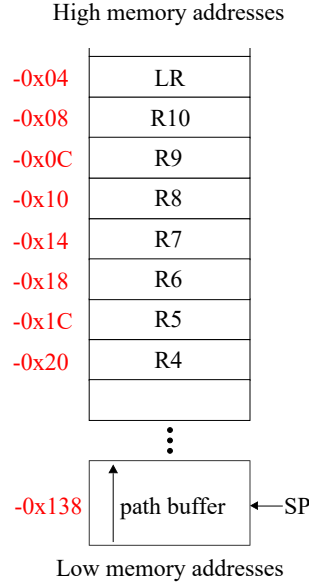 High memory addresses
-0x04 LR
-0x08 R10
-0x0C R9
-0x10 R8
-0x14 R7
-0x18 R6
-0x1C R5
-0x20 R4
-0x138 path buffer SP
Low memory addresses